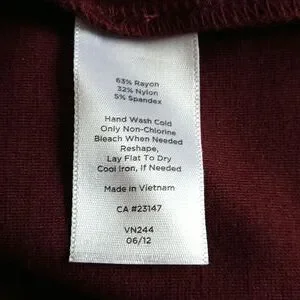 63% Rayon
32% Nylon
5% Spandex
Hand Wash Cold
Only Non-Chlorine
Bleach When Needed
Reshape,
Lay Flat To Dry
Cool Iron, If Needed
Made in Vietnam
CA #23147
VN244
06/12